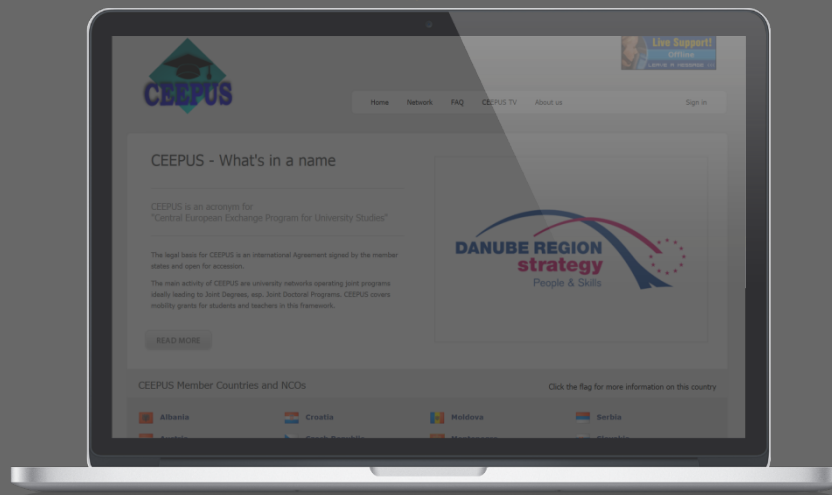 Live Support!
Offline
LEAVE A MESSAGE
CEEPUS
Home Network FAQ CEEPUS TV About us Sign in
CEEPUS - What's in a name
CEEPUS is an acronym for
"Central European Exchange Program for University Studies"
The legal basis for CEEPUS is an international Agreement signed by the member
states and open for accession.
The main activity of CEEPUS are university networks operating joint programs
ideally leading to Joint Degrees, esp. Joint Doctoral Programs. CEEPUS covers
mobility grants for students and teachers in this framework.
READ MORE
DANUBE REGION
strategy
People & Skills
CEEPUS Member Countries and NCOs
Click the flag for more information on this country
Albania Croatia Moldova Serbia